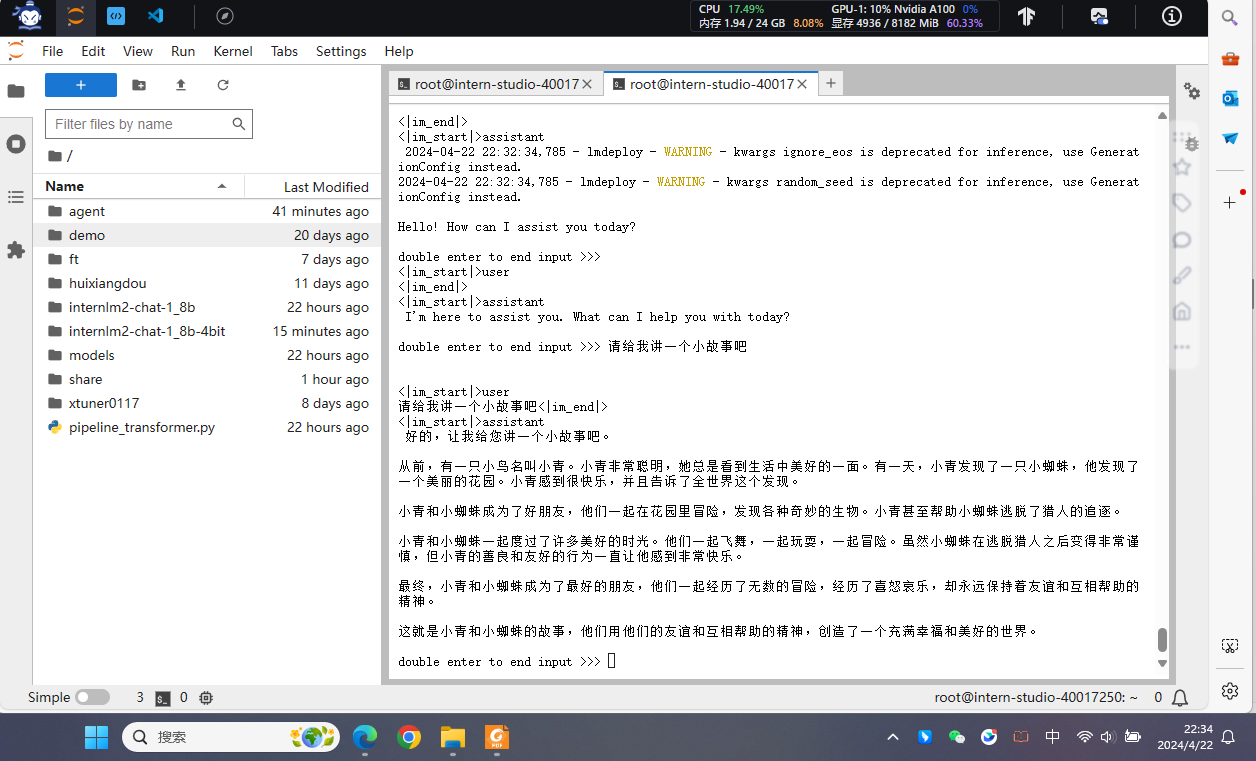 CPU 17.49%
GPU-1: 10% Nvidia A100 0%
内存 1.94 / 24 GB 8.08%
显存 4936 / 8182 MiB 60.33%
File Edit View Run Kernel Tabs Settings Help
Filter files by name
/
Name Last Modified
agent 41 minutes ago
demo 20 days ago
ft 7 days ago
huixiangdou 11 days ago
internlm2-chat-1_8b 22 hours ago
internlm2-chat-1_8b-4bit 15 minutes ago
models 22 hours ago
share 1 hour ago
xtuner0117 8 days ago
pipeline_transformer.py 22 hours ago
root@intern-studio-40017
root@intern-studio-40017
<|im_end|>
<|im_start|>assistant
2024-04-22 22:32:34,785 - lmdeploy - WARNING - kwargs ignore_eos is deprecated for inference, use Generat
ionConfig instead.
2024-04-22 22:32:34,785 - lmdeploy - WARNING - kwargs random_seed is deprecated for inference, use Generat
ionConfig instead.
Hello! How can I assist you today?
double enter to end input >>>
<|im_start|>user
<|im_end|>
<|im_start|>assistant
I'm here to assist you. What can I help you with today?
double enter to end input >>> 请给我讲一个小故事吧
<|im_start|>user
请给我讲一个小故事吧<|im_end|>
<|im_start|>assistant
好的，让我给您讲一个小故事吧。
从前，有一只小鸟名叫小青。小青非常聪明，她总是看到生活中美好的一面。有一天，小青发现了一只小蜘蛛，他发现了
一个美丽的花园。小青感到很快乐，并且告诉了全世界这个发现。
小青和小蜘蛛成为了好朋友，他们一起在花园里冒险，发现各种奇妙的生物。小青甚至帮助小蜘蛛逃脱了猎人的追逐。
小青和小蜘蛛一起度过了许多美好的时光。他们一起飞舞，一起玩耍，一起冒险。虽然小蜘蛛在逃脱猎人之后变得非常谨
慎，但小青的善良和友好的行为一直让他感到非常快乐。
最终，小青和小蜘蛛成为了最好的朋友，他们一起经历了无数的冒险，经历了喜怒哀乐，却永远保持着友谊和互相帮助的
精神。
这就是小青和小蜘蛛的故事，他们用他们的友谊和互相帮助的精神，创造了一个充满幸福和美好的世界。
double enter to end input >>>
Simple 3 0
root@intern-studio-40017250: ~ 0
搜索
中
22:34
2024/4/22